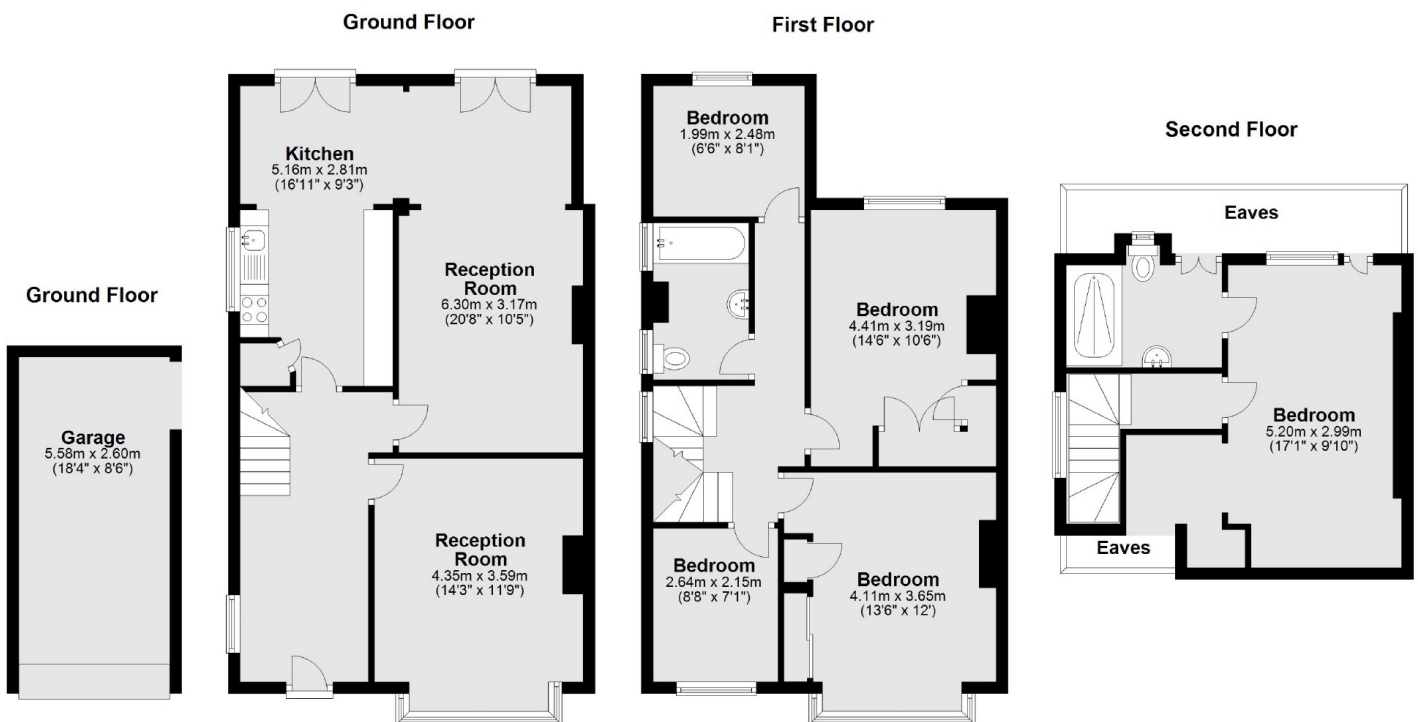 Ground Floor
Garage
5.58m x 2.60m
(18'4" x 8'6")
Ground Floor
Kitchen
5.16m x 2.81m
(16'11" x 9'3")
Reception
Room
6.30m x 3.17m
(20'8" x 10'5")
Reception
Room
4.35m x 3.59m
(14'3" x 11'9")
First Floor
Bedroom
1.99m x 2.48m
(6'6" x 8'1")
Bedroom
4.41m x 3.19m
(14'6" x 10'6")
Bedroom
2.64m x 2.15m
(8'8" x 7'1")
Bedroom
4.11m x 3.65m
(13'6" x 12')
Second Floor
Eaves
Bedroom
5.20m x 2.99m
(17'1" x 9'10")
Eaves